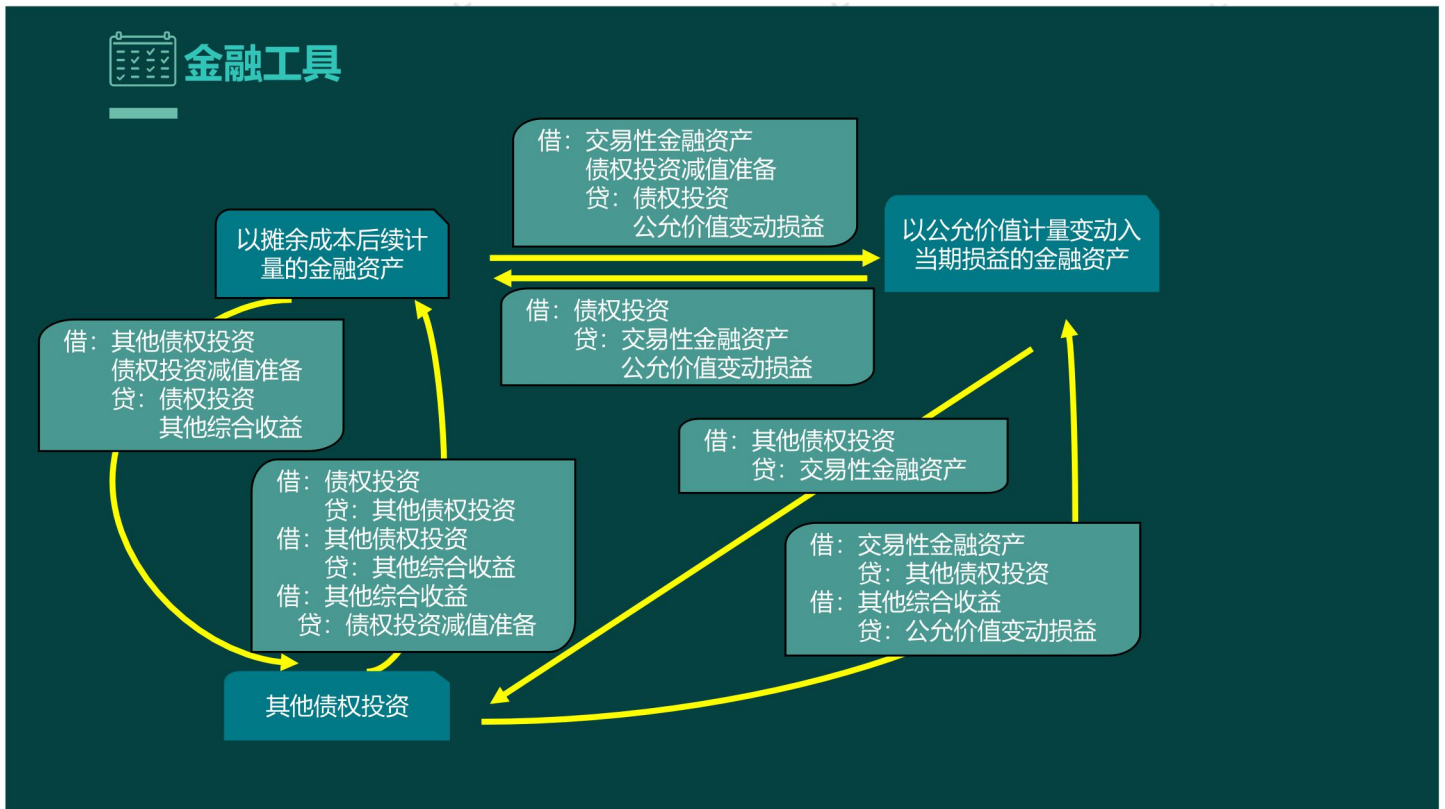 金融工具
借：交易性金融资产
债权投资减值准备
贷：债权投资
公允价值变动损益
以摊余成本后续计
量的金融资产
以公允价值计量变动入
当期损益的金融资产
借：债权投资
贷：交易性金融资产
公允价值变动损益
借：其他债权投资
债权投资减值准备
贷：债权投资
其他综合收益
借：其他债权投资
贷：交易性金融资产
借：债权投资
贷：其他债权投资
借：其他债权投资
贷：其他综合收益
借：其他综合收益
贷：债权投资减值准备
借：交易性金融资产
贷：其他债权投资
借：其他综合收益
贷：公允价值变动损益
其他债权投资